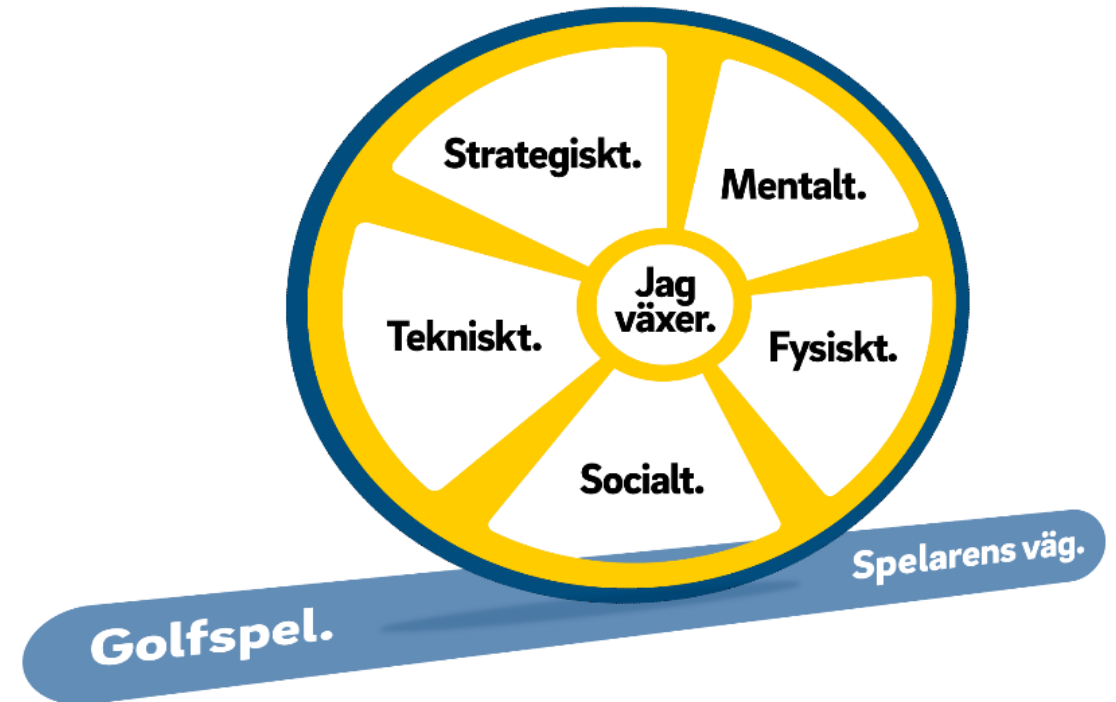 Strategiskt.
Mentalt.
Jag
växer.
Tekniskt.
Fysiskt.
Socialt.
Spelarens väg.
Golfspel.